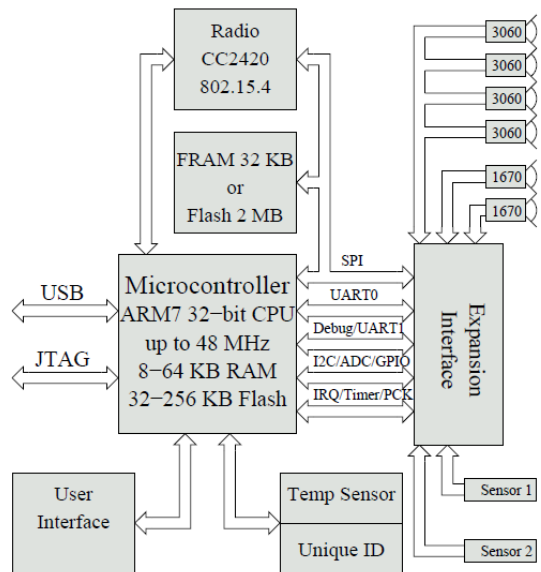 Radio
CC2420
802.15.4
3060
3060
3060
3060
FRAM 32 KB
or
Flash 2 MB
1670
1670
SPI
Microcontroller
ARM7 32−bit CPU
up to 48 MHz
8−64 KB RAM
32−256 KB Flash
USB
JTAG
UART0
Debug/UART1
I2C/ADC/GPIO
IRQ/Timer/PCK
Expansion
Interface
User
Interface
Temp Sensor
Unique ID
Sensor 1
Sensor 2